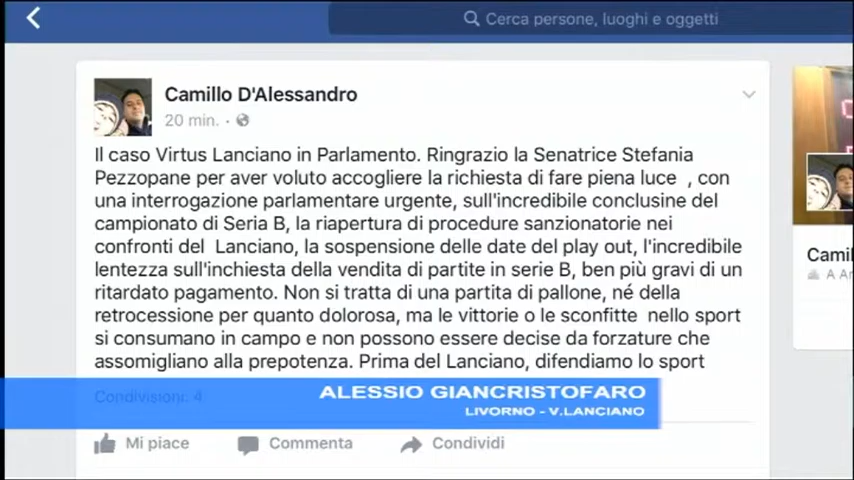 Cerca persone, luoghi e oggetti
Camillo D'Alessandro
20 min. ·
Il caso Virtus Lanciano in Parlamento. Ringrazio la Senatrice Stefania
Pezzopane per aver voluto accogliere la richiesta di fare piena luce , con
una interrogazione parlamentare urgente, sull'incredibile conclusine del
campionato di Seria B, la riapertura di procedure sanzionatorie nei
confronti del Lanciano, la sospensione delle date del play out, l'incredibile
lentezza sull'inchiesta della vendita di partite in serie B, ben più gravi di un
ritardato pagamento. Non si tratta di una partita di pallone, né della
retrocessione per quanto dolorosa, ma le vittorie o le sconfitte nello sport
si consumano in campo e non possono essere decise da forzature che
assomigliano alla prepotenza. Prima del Lanciano, difendiamo lo sport
Condivisioni: 4
ALESSIO GIANCRISTOFARO
LIVORNO - V.LANCIANO
Mi piace Commenta Condividi
Camil
A Ar